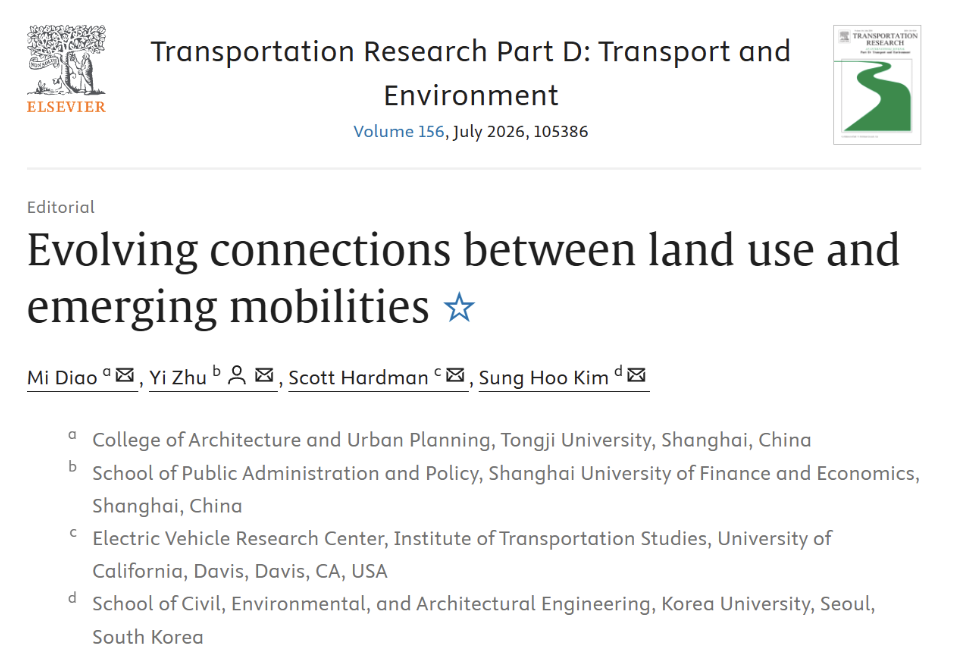 ELSEVIER
Transportation Research Part D: Transport and
Environment
Volume 156, July 2026, 105386
TRANSPORTATION
RESEARCH
Editorial
Evolving connections between land use and
emerging mobilities
Mi Diao a, Yi Zhu b, Scott Hardman c, Sung Hoo Kim d
a College of Architecture and Urban Planning, Tongji University, Shanghai, China
b School of Public Administration and Policy, Shanghai University of Finance and Economics,
Shanghai, China
c Electric Vehicle Research Center, Institute of Transportation Studies, University of
California, Davis, Davis, CA, USA
d School of Civil, Environmental, and Architectural Engineering, Korea University, Seoul,
South Korea